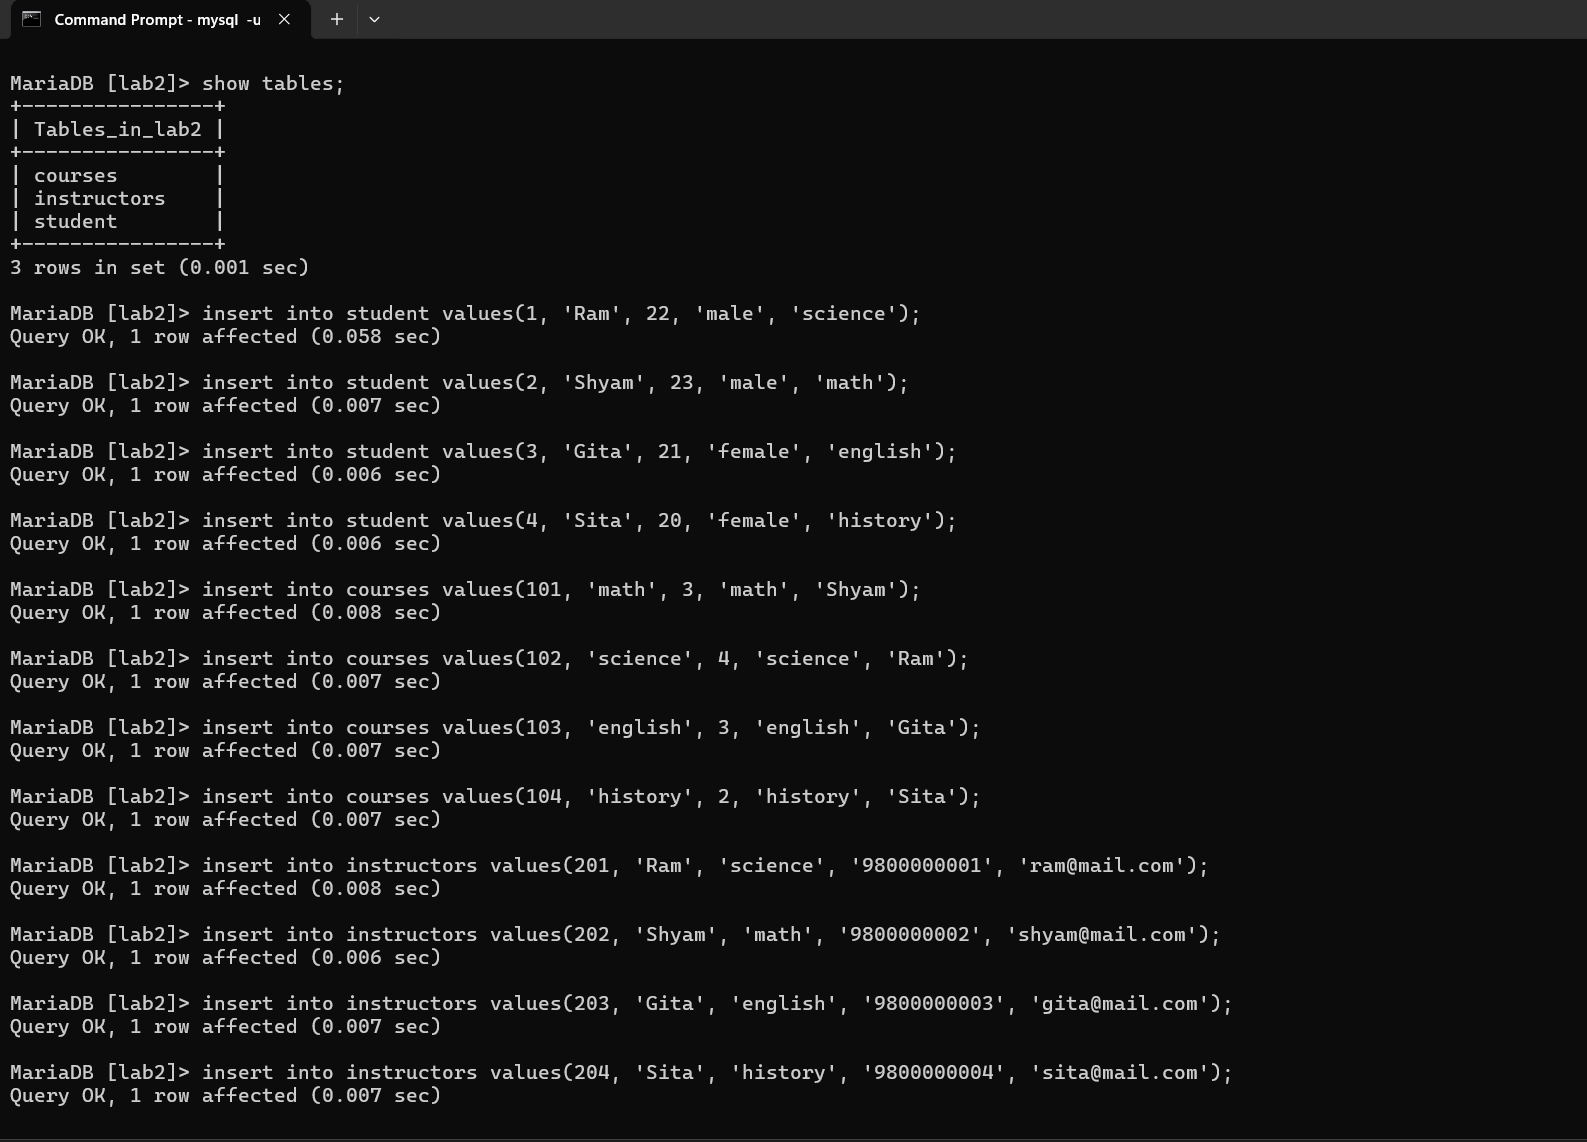 Command Prompt - mysql -u
MariaDB [lab2]> show tables;
+----------------+
| Tables_in_lab2 |
+----------------+
| courses        |
| instructors    |
| student        |
+----------------+
3 rows in set (0.001 sec)
MariaDB [lab2]> insert into student values(1, 'Ram', 22, 'male', 'science');
Query OK, 1 row affected (0.058 sec)
MariaDB [lab2]> insert into student values(2, 'Shyam', 23, 'male', 'math');
Query OK, 1 row affected (0.007 sec)
MariaDB [lab2]> insert into student values(3, 'Gita', 21, 'female', 'english');
Query OK, 1 row affected (0.006 sec)
MariaDB [lab2]> insert into student values(4, 'Sita', 20, 'female', 'history');
Query OK, 1 row affected (0.006 sec)
MariaDB [lab2]> insert into courses values(101, 'math', 3, 'math', 'Shyam');
Query OK, 1 row affected (0.008 sec)
MariaDB [lab2]> insert into courses values(102, 'science', 4, 'science', 'Ram');
Query OK, 1 row affected (0.007 sec)
MariaDB [lab2]> insert into courses values(103, 'english', 3, 'english', 'Gita');
Query OK, 1 row affected (0.007 sec)
MariaDB [lab2]> insert into courses values(104, 'history', 2, 'history', 'Sita');
Query OK, 1 row affected (0.007 sec)
MariaDB [lab2]> insert into instructors values(201, 'Ram', 'science', '9800000001', 'ram@mail.com');
Query OK, 1 row affected (0.008 sec)
MariaDB [lab2]> insert into instructors values(202, 'Shyam', 'math', '9800000002', 'shyam@mail.com');
Query OK, 1 row affected (0.006 sec)
MariaDB [lab2]> insert into instructors values(203, 'Gita', 'english', '9800000003', 'gita@mail.com');
Query OK, 1 row affected (0.007 sec)
MariaDB [lab2]> insert into instructors values(204, 'Sita', 'history', '9800000004', 'sita@mail.com');
Query OK, 1 row affected (0.007 sec)